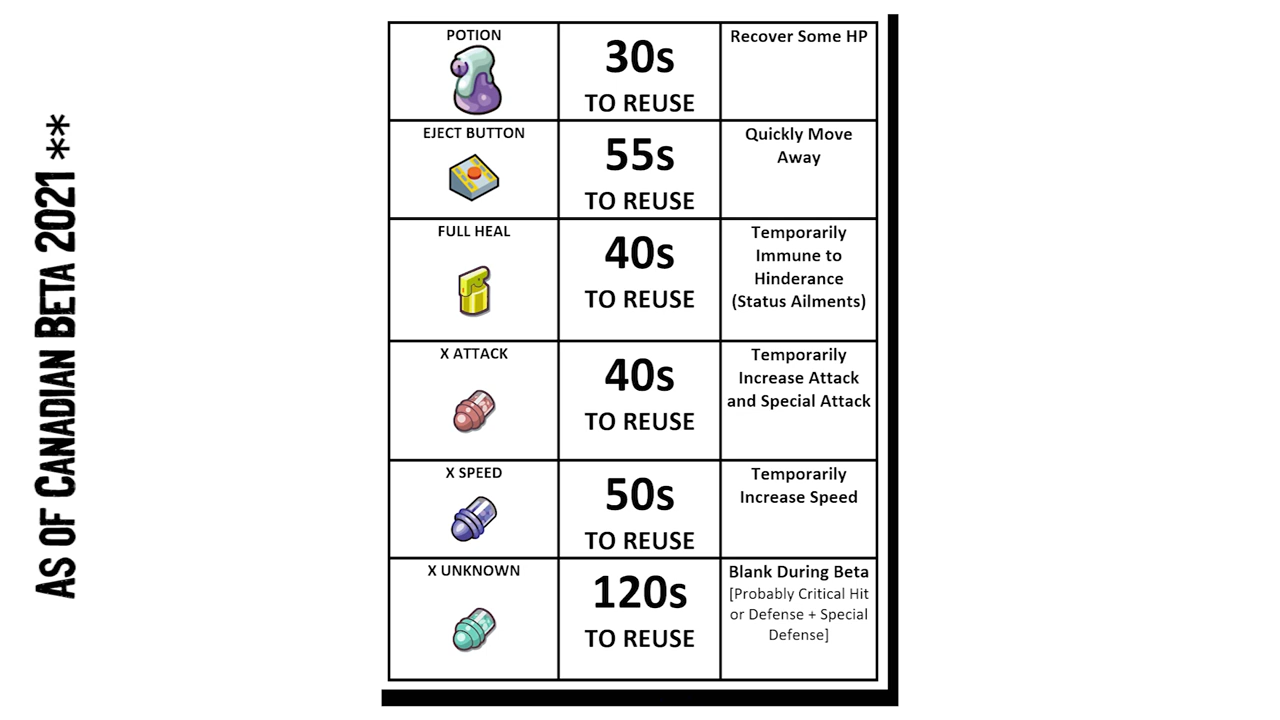 AS OF CANADIAN BETA 2021 **
POTION
30s
TO REUSE
Recover Some HP
EJECT BUTTON
55s
TO REUSE
Quickly Move
Away
FULL HEAL
40s
TO REUSE
Temporarily
Immune to
Hinderance
(Status Ailments)
X ATTACK
40s
TO REUSE
Temporarily
Increase Attack
and Special Attack
X SPEED
50s
TO REUSE
Temporarily
Increase Speed
X UNKNOWN
120s
TO REUSE
Blank During Beta
[Probably Critical Hit
or Defense + Special
Defense]